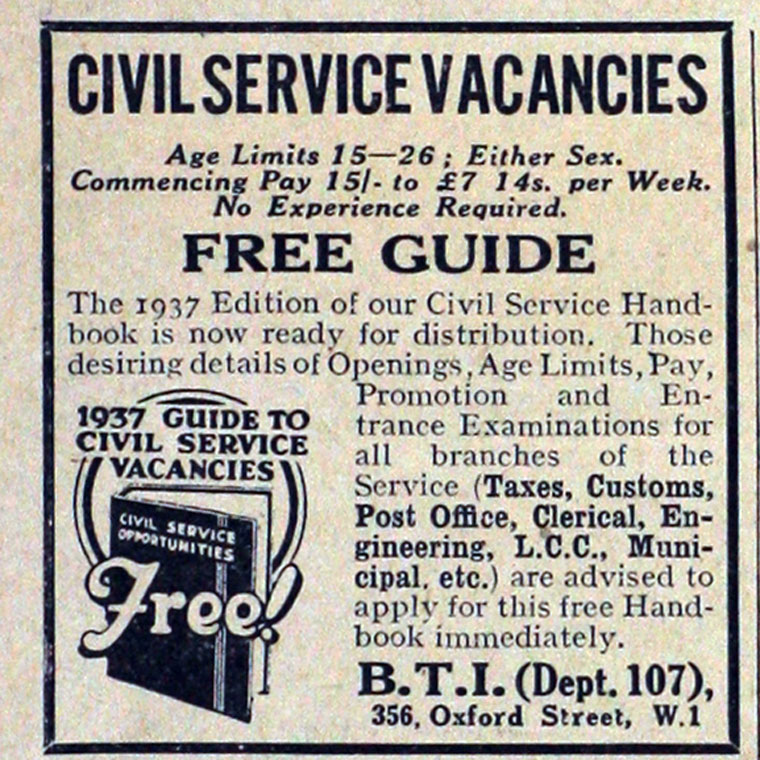 CIVIL SERVICE VACANCIES
Age Limits 15—26; Either Sex.
Commencing Pay 15/- to £7 14s. per Week.
No Experience Required.
FREE GUIDE
The 1937 Edition of our Civil Service Hand-
book is now ready for distribution. Those
desiring details of Openings, Age Limits, Pay,
Promotion and En-
trance Examinations for
all branches of the
Service (Taxes, Customs,
Post Office, Clerical, En-
gineering, L.C.C., Muni-
cipal, etc.) are advised to
apply for this free Hand-
book immediately.
1937 GUIDE TO
CIVIL SERVICE
VACANCIES
CIVIL SERVICE
OPPORTUNITIES
Free!
B.T.I. (Dept. 107),
356, Oxford Street, W.1